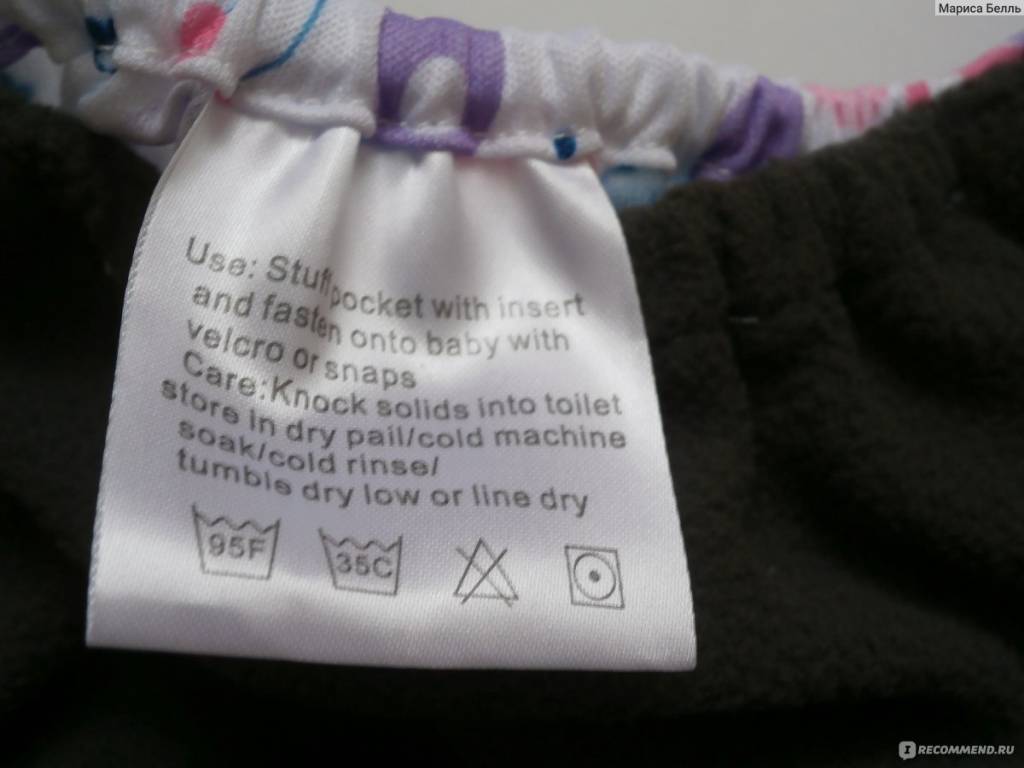 Мариса Белль
Use: Stuff pocket with insert
and fasten onto baby with
velcro or snaps
Care:Knock solids into toilet
store in dry pail/cold machine
soak/cold rinse/
tumble dry low or line dry
95F 35C
IRECOMMEND.RU